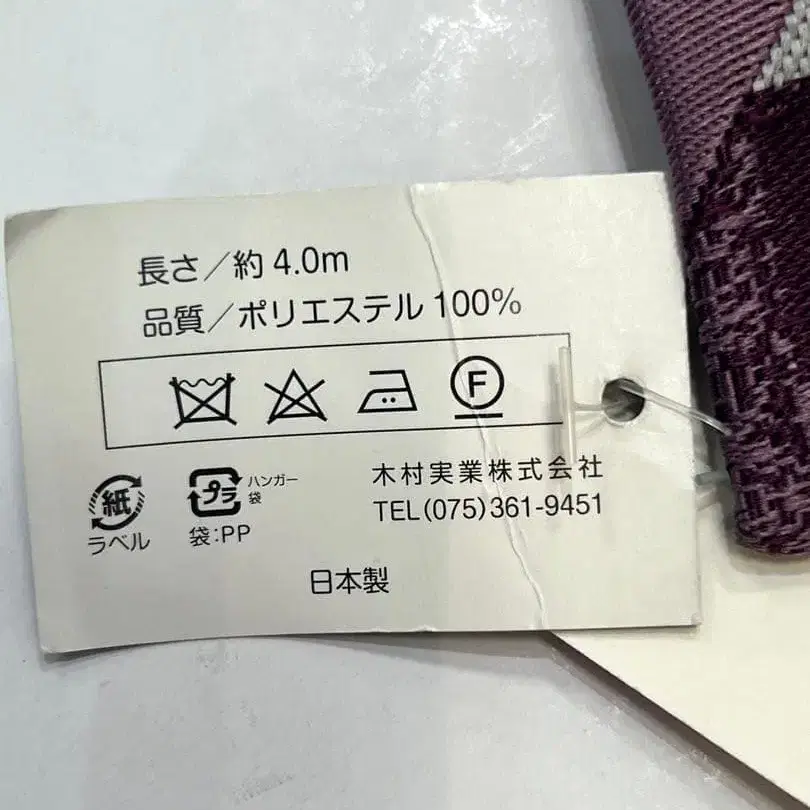 長さ／約 4.0m
品質／ポリエステル 100%
F
紙
ラベル
プラ
ハンガー
袋
袋:PP
木村実業株式会社
TEL(075)361-9451
日本製